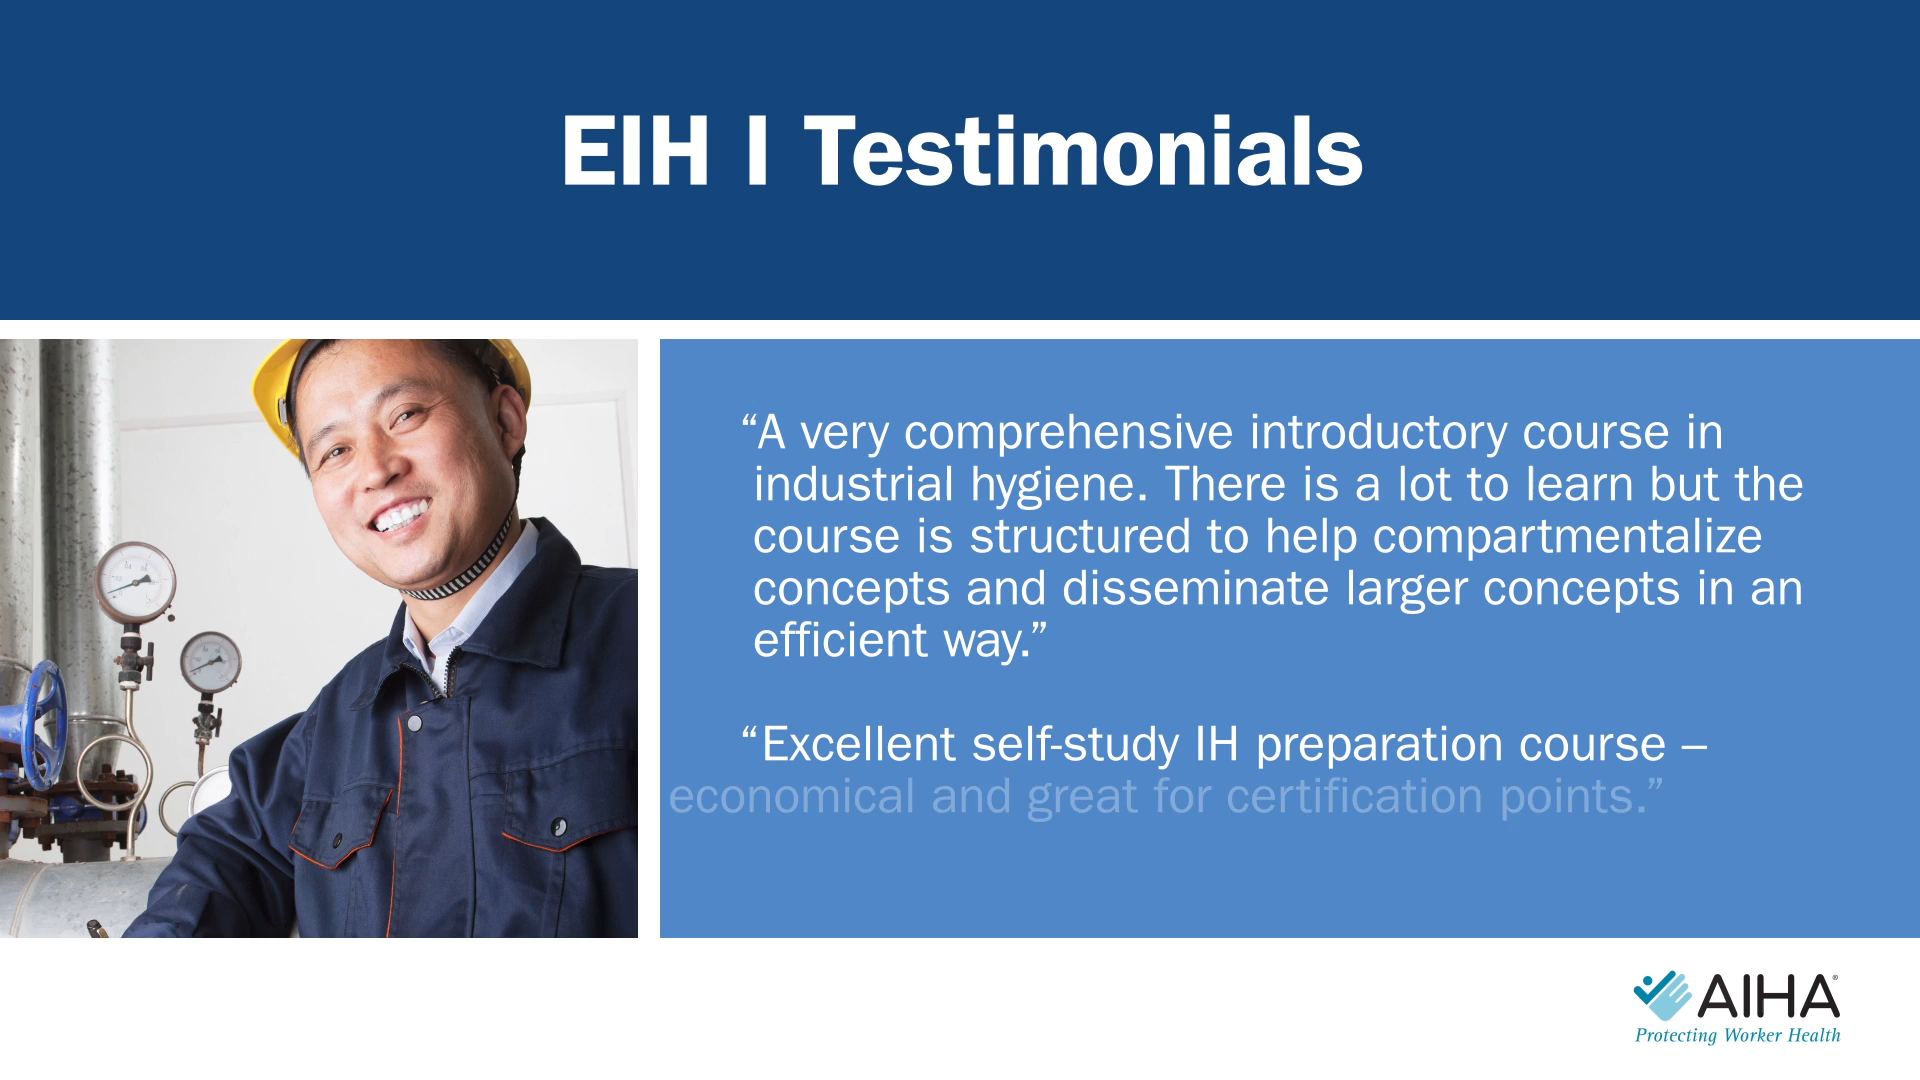 EIH I Testimonials
“A very comprehensive introductory course in
industrial hygiene. There is a lot to learn but the
course is structured to help compartmentalize
concepts and disseminate larger concepts in an
efficient way.”
“Excellent self-study IH preparation course –
economical and great for certification points.”
AIHA®
Protecting Worker Health